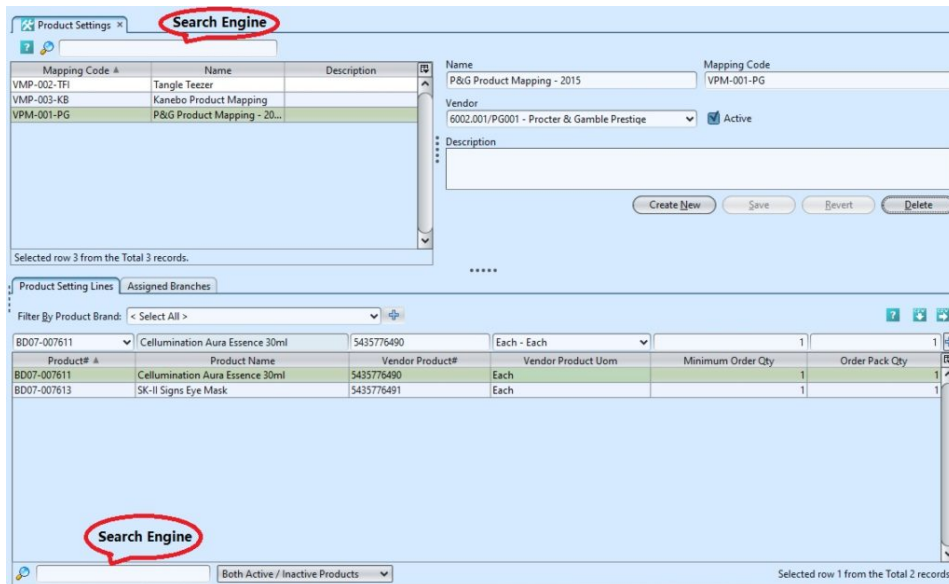 Product Settings ×
Search Engine
?
Mapping Code
Name
Description
VMP-002-TFI
Tangle Teezer
VMP-003-KB
Kanebo Product Mapping
VPM-001-PG
P&G Product Mapping - 20...
Selected row 3 from the Total 3 records.
Name
Mapping Code
P&G Product Mapping - 2015
VPM-001-PG
Vendor
6002.001/PG001 - Procter & Gamble Prestige
Active
Description
Create New
Save
Revert
Delete
Product Setting Lines
Assigned Branches
Filter By Product Brand:
< Select All >
?
BD07-007611
Cellumination Aura Essence 30ml
5435776490
Each - Each
1
1
Product#
Product Name
Vendor Product#
Vendor Product Uom
Minimum Order Qty
Order Pack Qty
BD07-007611
Cellumination Aura Essence 30ml
5435776490
Each
1
1
BD07-007613
SK-II Signs Eye Mask
5435776491
Each
1
1
Search Engine
Both Active / Inactive Products
Selected row 1 from the Total 2 records